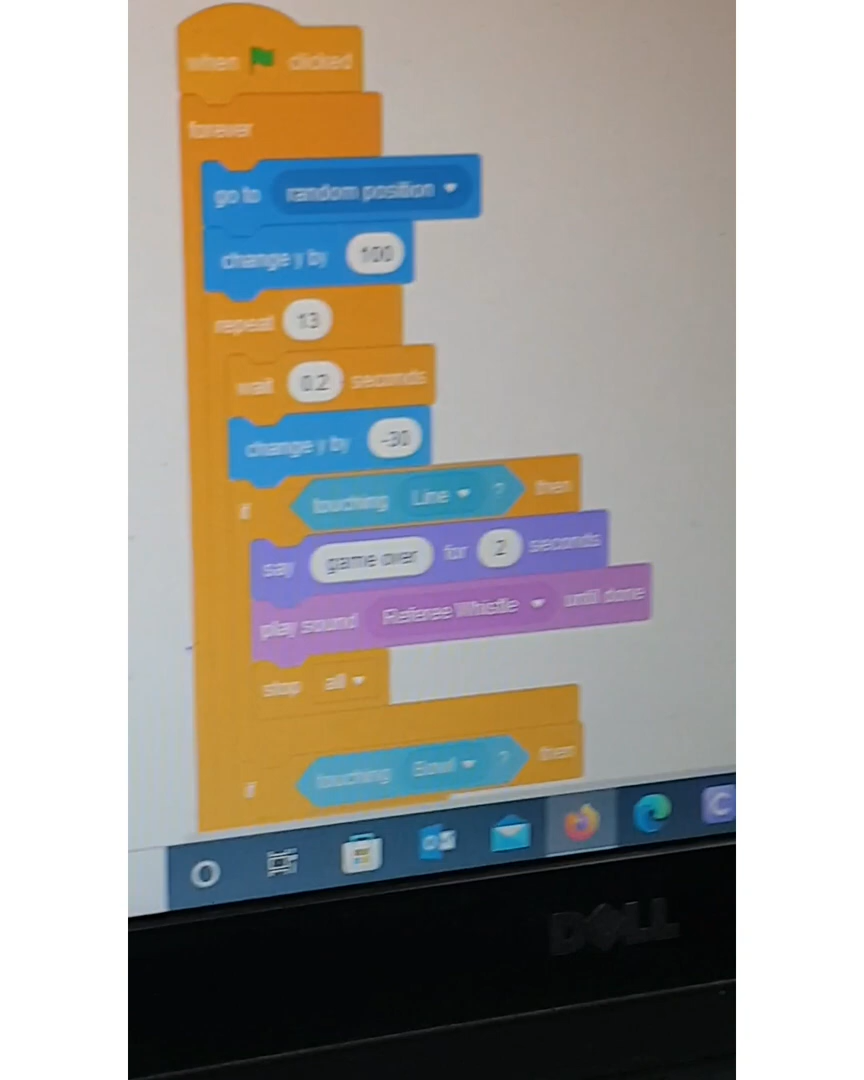 when clicked
forever
go to random position
change y by 100
repeat 13
wait 0.2 seconds
change y by -30
if touching Line ? then
say game over for 2 seconds
play sound Referee Whistle until done
stop all
if touching Bowl ? then
DELL